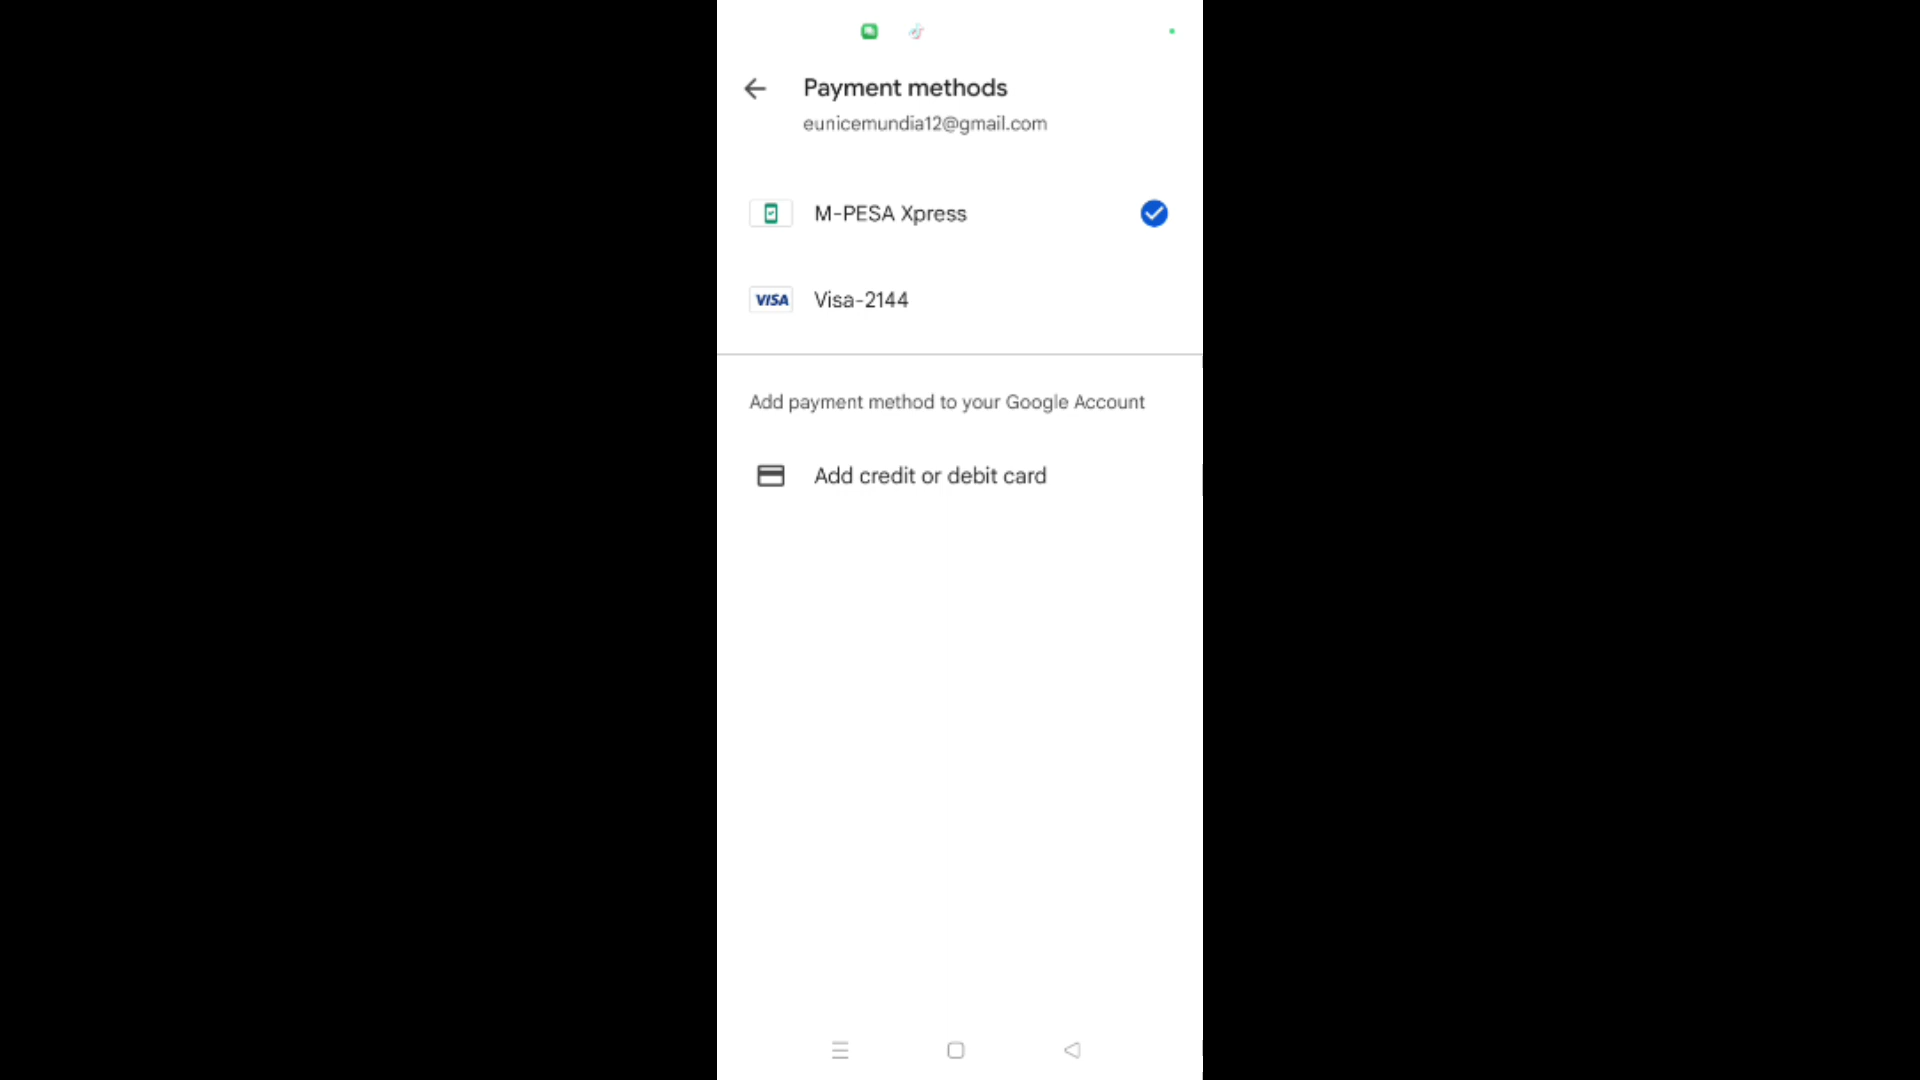 Payment methods
eunicemundia12@gmail.com
M-PESA Xpress
VISA Visa-2144
Add payment method to your Google Account
Add credit or debit card